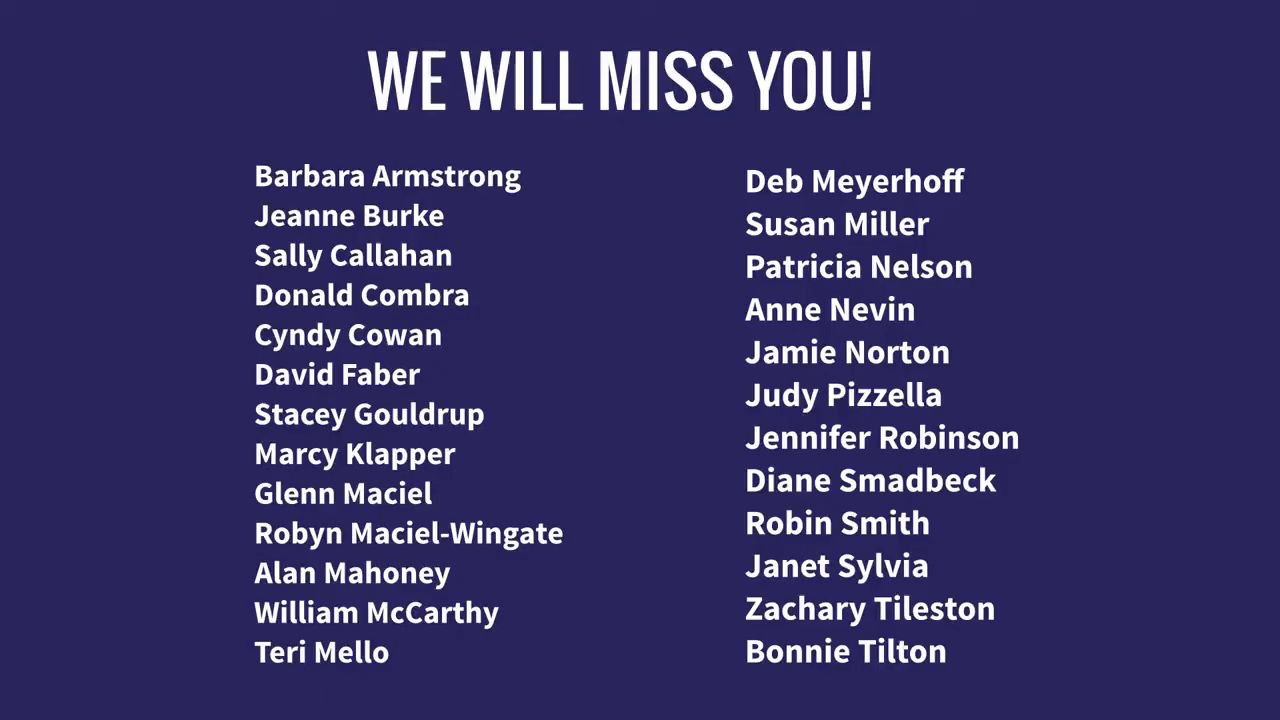 WE WILL MISS YOU!
Barbara Armstrong
Jeanne Burke
Sally Callahan
Donald Combra
Cyndy Cowan
David Faber
Stacey Gouldrup
Marcy Klapper
Glenn Maciel
Robyn Maciel-Wingate
Alan Mahoney
William McCarthy
Teri Mello
Deb Meyerhoff
Susan Miller
Patricia Nelson
Anne Nevin
Jamie Norton
Judy Pizzella
Jennifer Robinson
Diane Smadbeck
Robin Smith
Janet Sylvia
Zachary Tileston
Bonnie Tilton